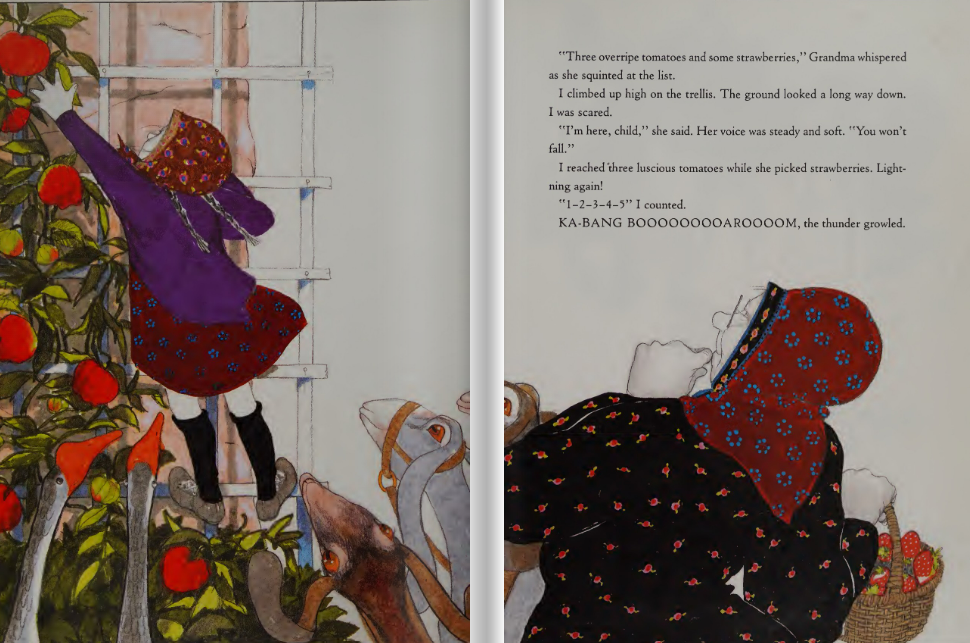 "Three overripe tomatoes and some strawberries," Grandma whispered
as she squinted at the list.
I climbed up high on the trellis. The ground looked a long way down.
I was scared.
"I'm here, child," she said. Her voice was steady and soft. "You won't
fall."
I reached three luscious tomatoes while she picked strawberries. Light-
ning again!
"1–2–3–4–5" I counted.
KA-BANG BOOOOOOOOAROOOOM, the thunder growled.